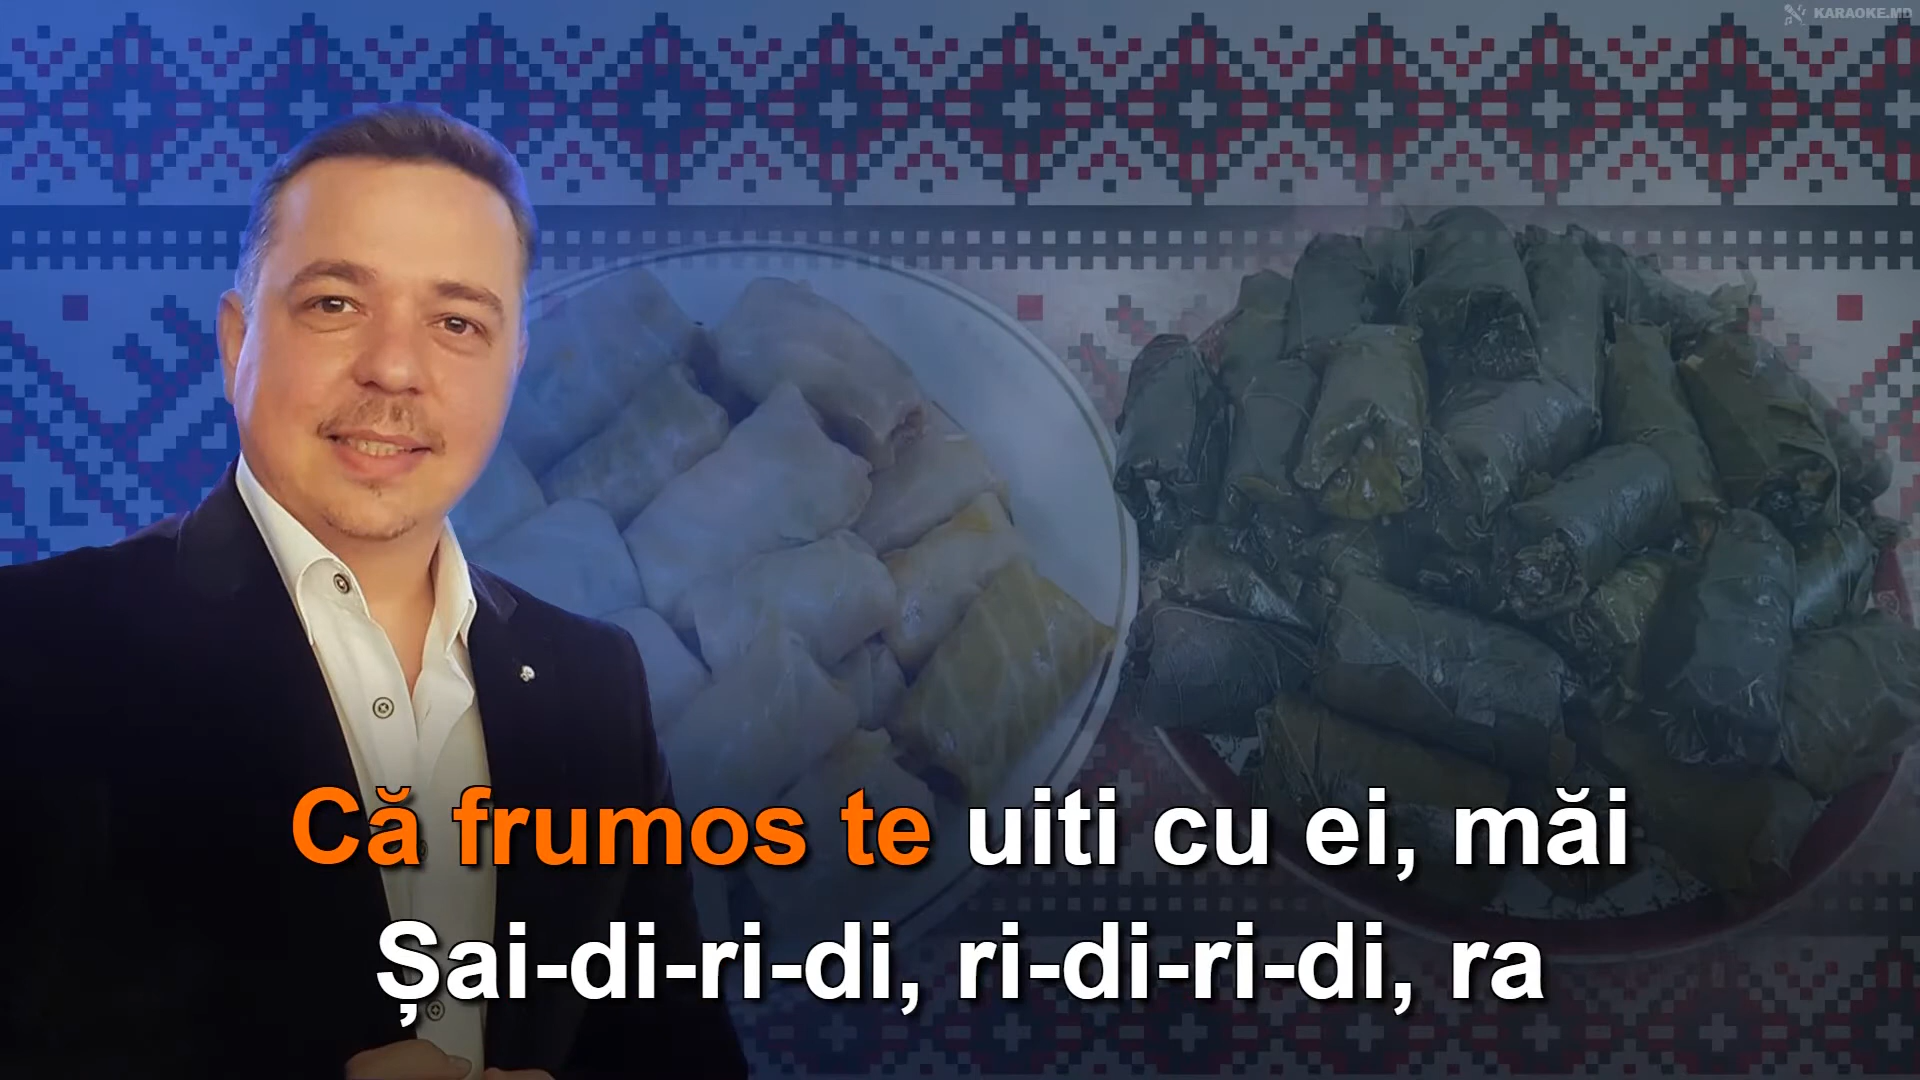 KARAOKE.MD
Că frumos te uiti cu ei, măi
Șai-di-ri-di, ri-di-ri-di, ra